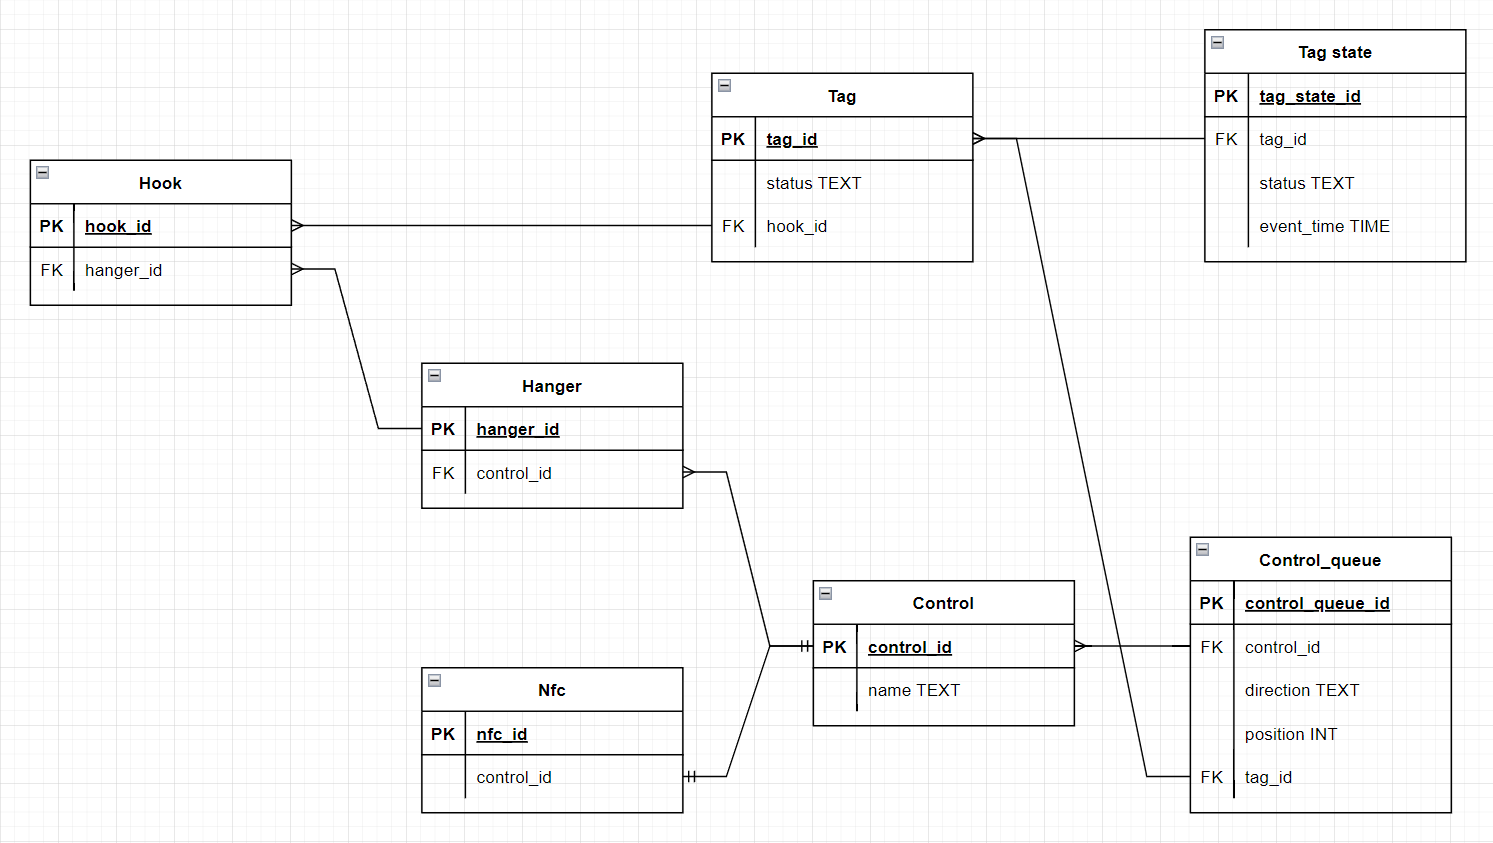 Tag state
PK tag_state_id
FK tag_id
status TEXT
event_time TIME
Tag
PK tag_id
status TEXT
FK hook_id
Hook
PK hook_id
FK hanger_id
Hanger
PK hanger_id
FK control_id
Nfc
PK nfc_id
control_id
Control
PK control_id
name TEXT
Control_queue
PK control_queue_id
FK control_id
direction TEXT
position INT
FK tag_id